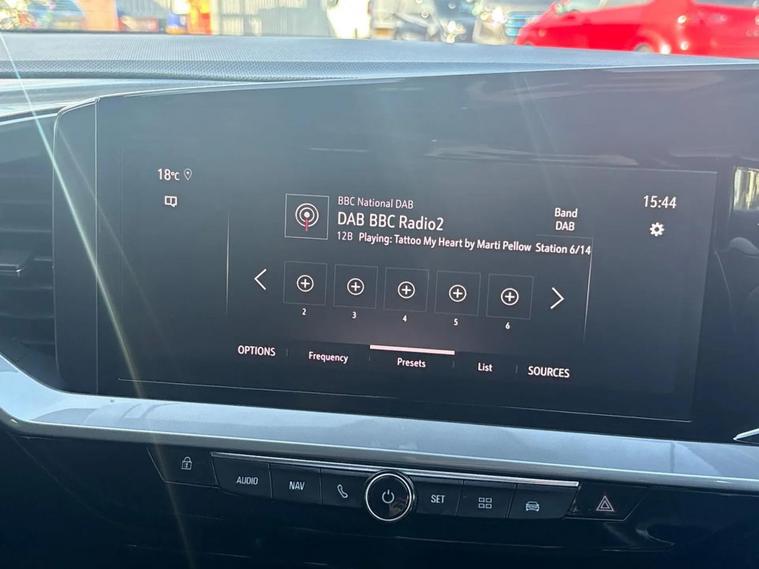 18°C
15:44
BBC National DAB
DAB BBC Radio2
12B Playing: Tattoo My Heart by Marti Pellow Station 6/14
Band
DAB
2 3 4 5 6
OPTIONS Frequency Presets List SOURCES
AUDIO NAV SET